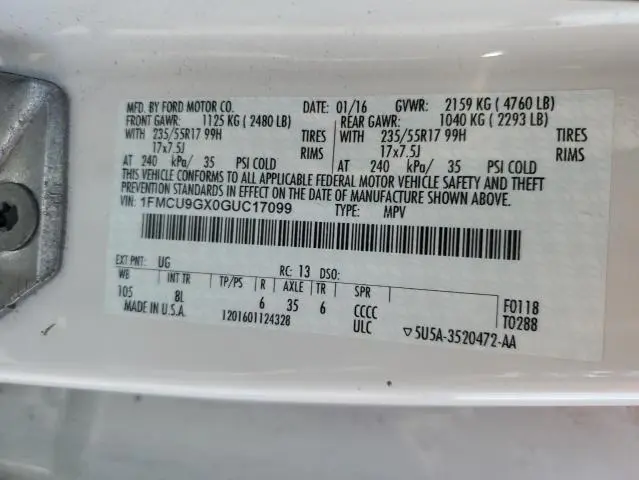 MFD. BY FORD MOTOR CO. DATE: 01/16 GVWR: 2159 KG ( 4760 LB)
FRONT GAWR: 1125 KG ( 2480 LB) REAR GAWR: 1040 KG ( 2293 LB)
WITH 235/55R17 99H TIRES WITH 235/55R17 99H TIRES
17x7.5J RIMS 17x7.5J RIMS
AT 240 kPa/ 35 PSI COLD AT 240 kPa/ 35 PSI COLD
THIS VEHICLE CONFORMS TO ALL APPLICABLE FEDERAL MOTOR VEHICLE SAFETY AND THEFT
PREVENTION STANDARDS IN EFFECT ON THE DATE OF MANUFACTURE SHOWN ABOVE.
VIN: 1FMCU9GX0GUC17099 TYPE: MPV
EXT PNT: UG RC: 13 DSO:
WB INT TR TP/PS R AXLE TR SPR
105 8L 6 35 6 CCCC F0118
MADE IN U.S.A. 1201601124328 ULC T0288
▽5U5A-3520472-AA